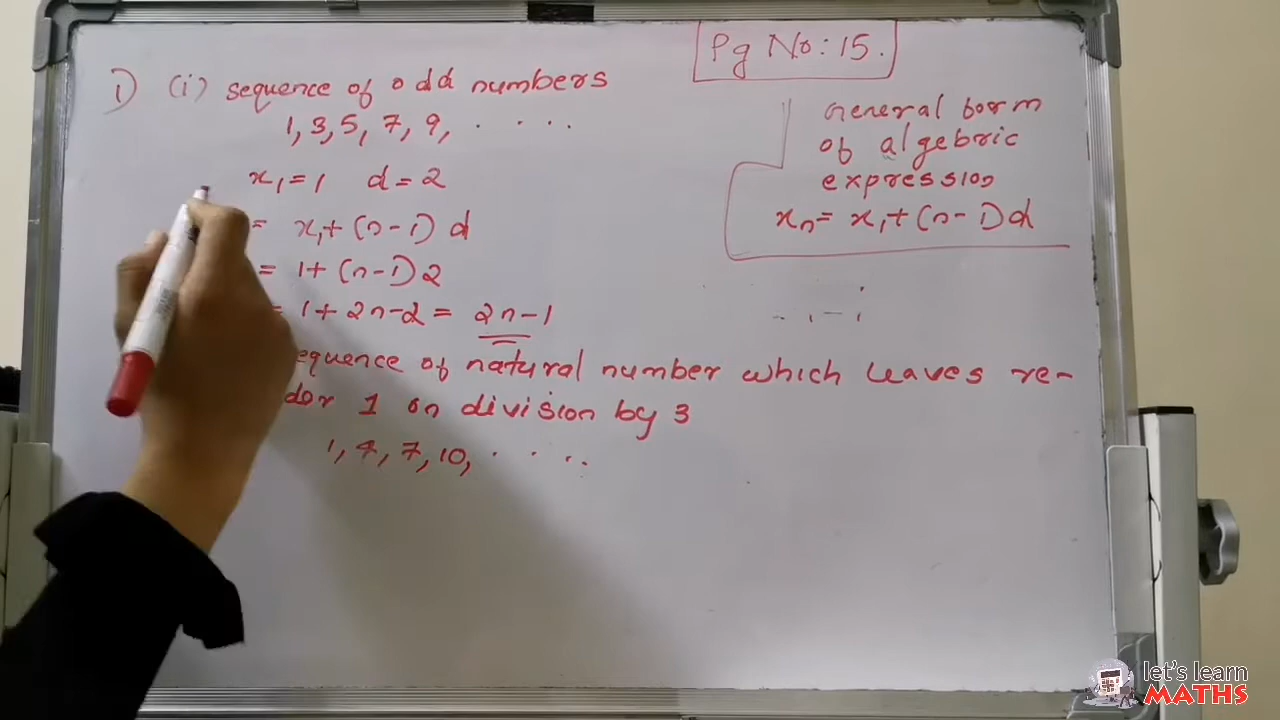 Pg No: 15.
1) (i) sequence of odd numbers
1, 3, 5, 7, 9, . . . .
x₁ = 1 d = 2
= x₁ + (n - 1) d
= 1 + (n - 1) 2
= 1 + 2n - 2 = 2n - 1
equence of natural number which leaves re-
der 1 on division by 3
1, 4, 7, 10, . . . .
General form
of algebric
expression
xₙ = x₁ + (n - 1) d
let's learn
MATHS